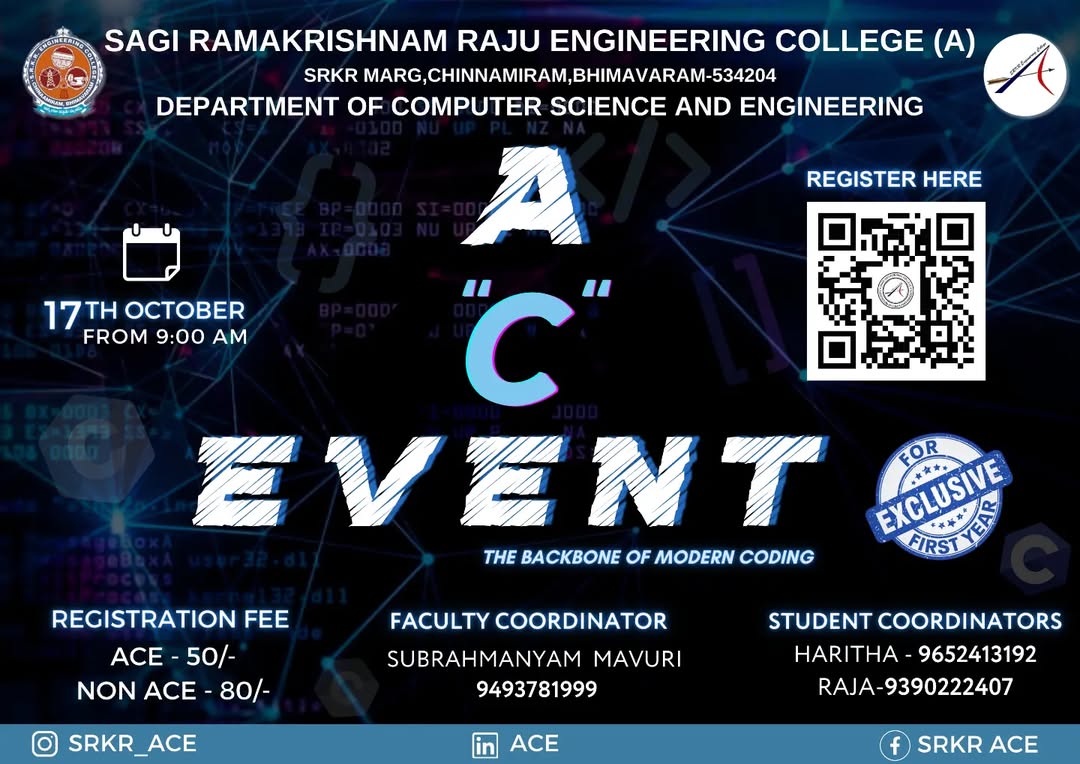 SAGI RAMAKRISHNAM RAJU ENGINEERING COLLEGE (A)
SRKR MARG,CHINNAMIRAM,BHIMAVARAM-534204
DEPARTMENT OF COMPUTER SCIENCE AND ENGINEERING
A
"C"
EVENT
THE BACKBONE OF MODERN CODING
17TH OCTOBER
FROM 9:00 AM
REGISTER HERE
FOR
EXCLUSIVE
FIRST YEAR
REGISTRATION FEE
ACE - 50/-
NON ACE - 80/-
FACULTY COORDINATOR
SUBRAHMANYAM MAVURI
9493781999
STUDENT COORDINATORS
HARITHA - 9652413192
RAJA-9390222407
SRKR_ACE
ACE
SRKR ACE